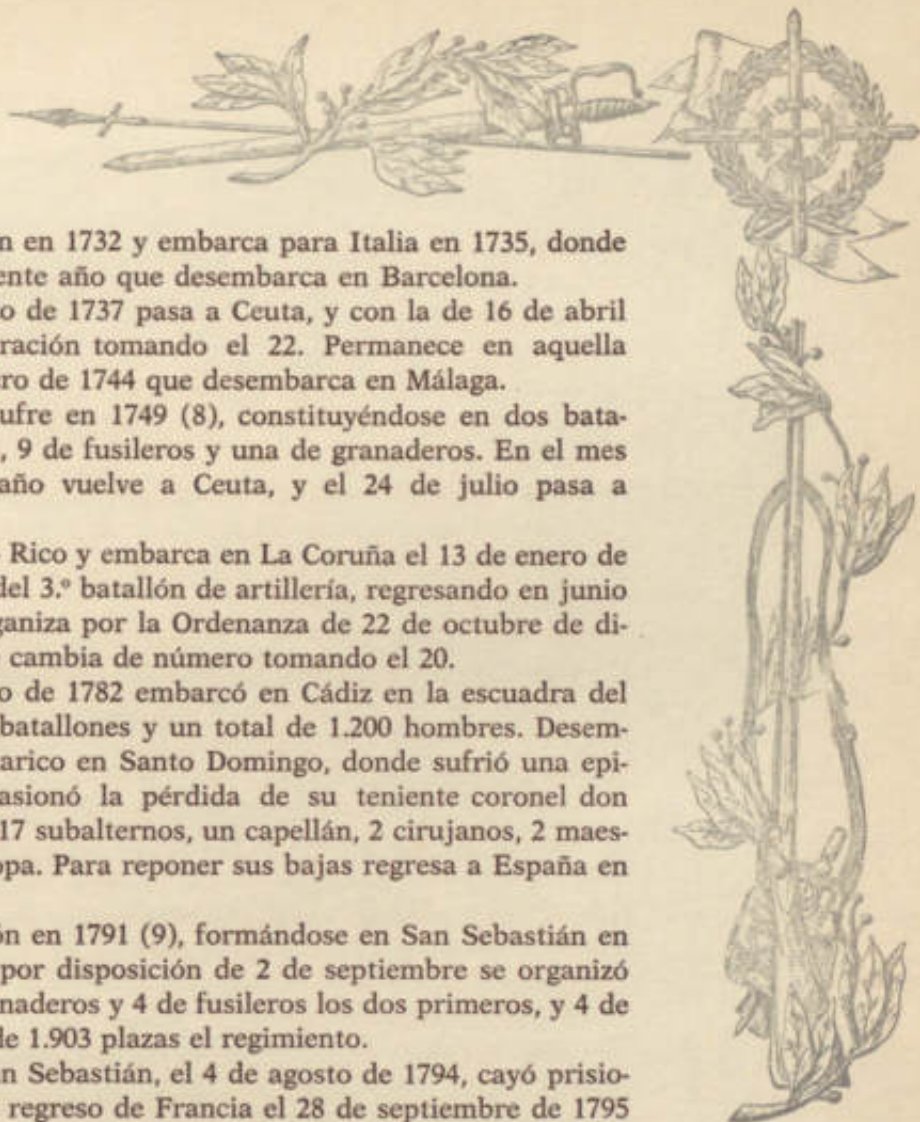 n en 1732 y embarca para Italia en 1735, donde
ente año que desembarca en Barcelona.
o de 1737 pasa a Ceuta, y con la de 16 de abril
ración tomando el 22. Permanece en aquella
ro de 1744 que desembarca en Málaga.
ufre en 1749 (8), constituyéndose en dos bata-
, 9 de fusileros y una de granaderos. En el mes
año vuelve a Ceuta, y el 24 de julio pasa a
Rico y embarca en La Coruña el 13 de enero de
del 3.º batallón de artillería, regresando en junio
ganiza por la Ordenanza de 22 de octubre de di-
cambia de número tomando el 20.
o de 1782 embarcó en Cádiz en la escuadra del
batallones y un total de 1.200 hombres. Desem-
arico en Santo Domingo, donde sufrió una epi-
asionó la pérdida de su teniente coronel don
17 subalternos, un capellán, 2 cirujanos, 2 maes-
opa. Para reponer sus bajas regresa a España en
ón en 1791 (9), formándose en San Sebastián en
por disposición de 2 de septiembre se organizó
naderos y 4 de fusileros los dos primeros, y 4 de
de 1.903 plazas el regimiento.
n Sebastián, el 4 de agosto de 1794, cayó prisio-
regreso de Francia el 28 de septiembre de 1795